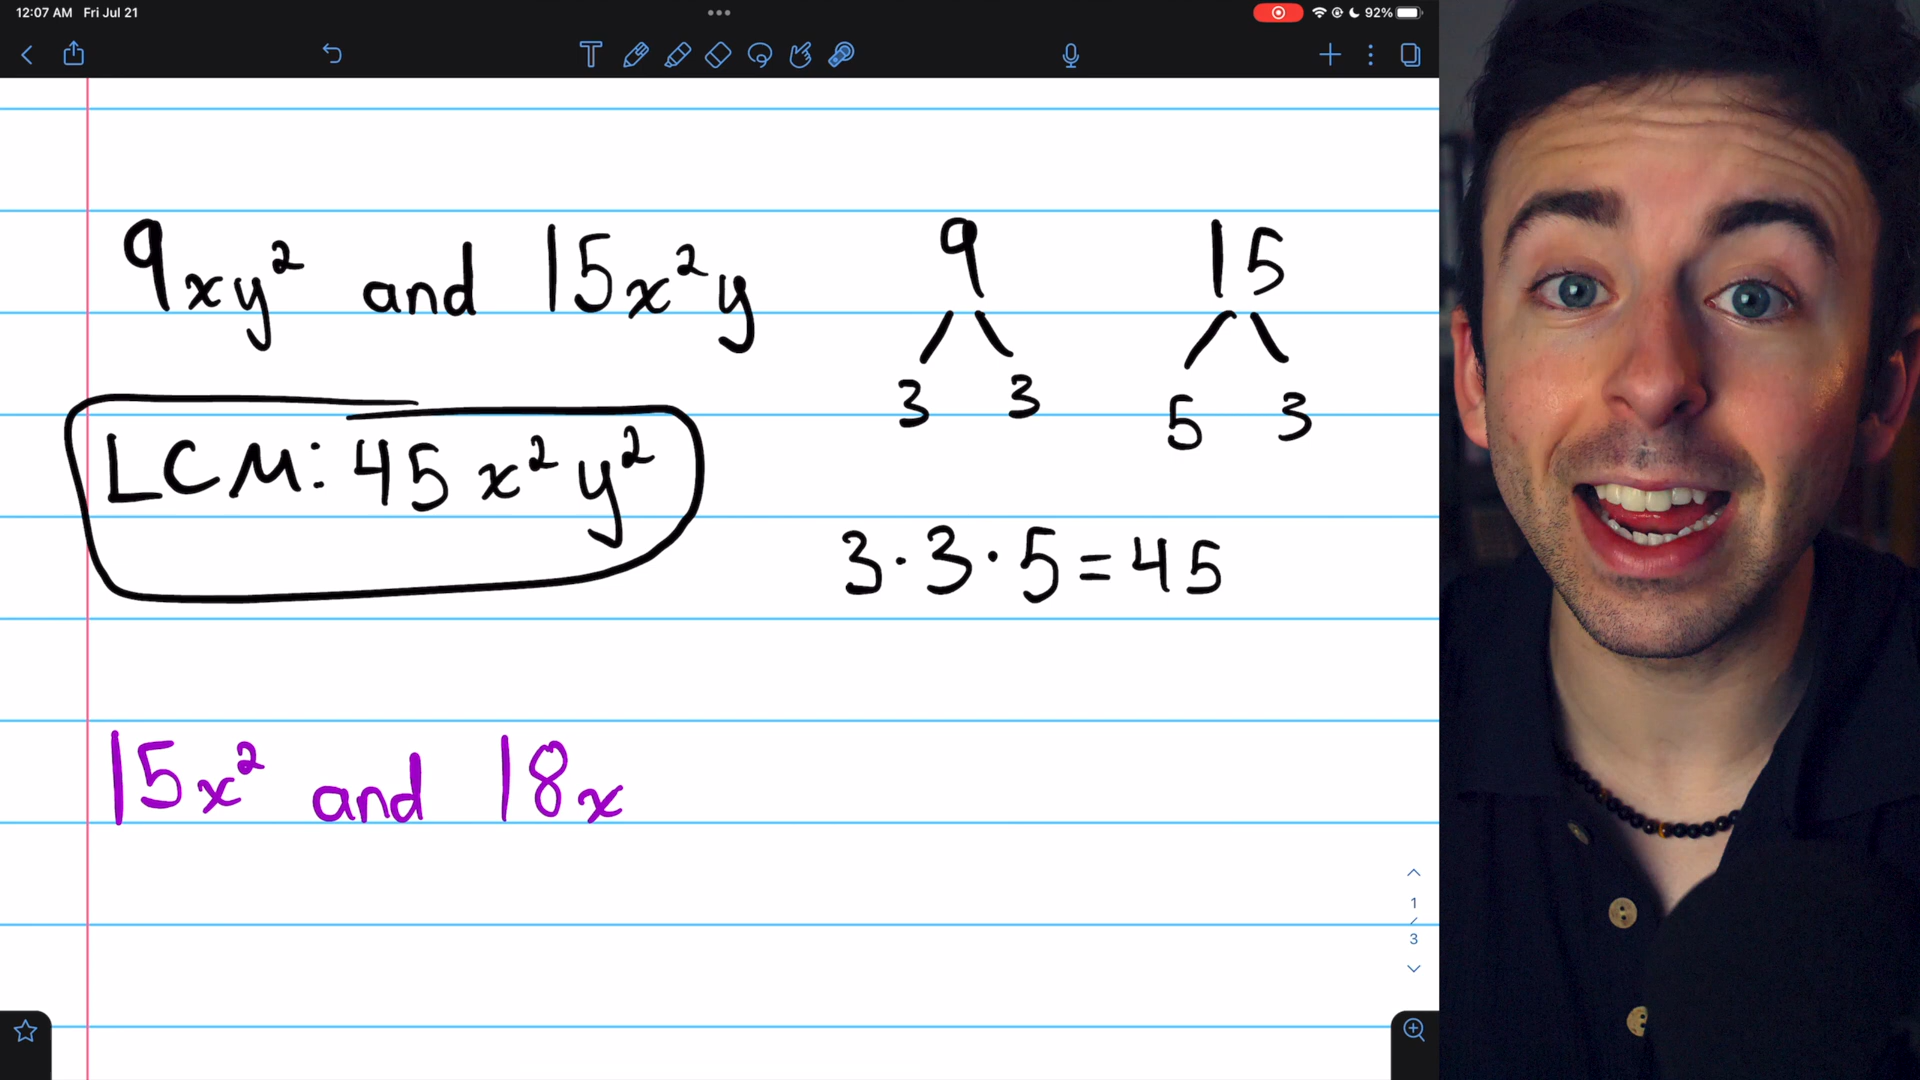 12:07 AM Fri Jul 21
92%
9xy² and 15x²y
9 15
3 3 5 3
LCM: 45x²y²
3·3·5=45
15x² and 18x
1
/
3